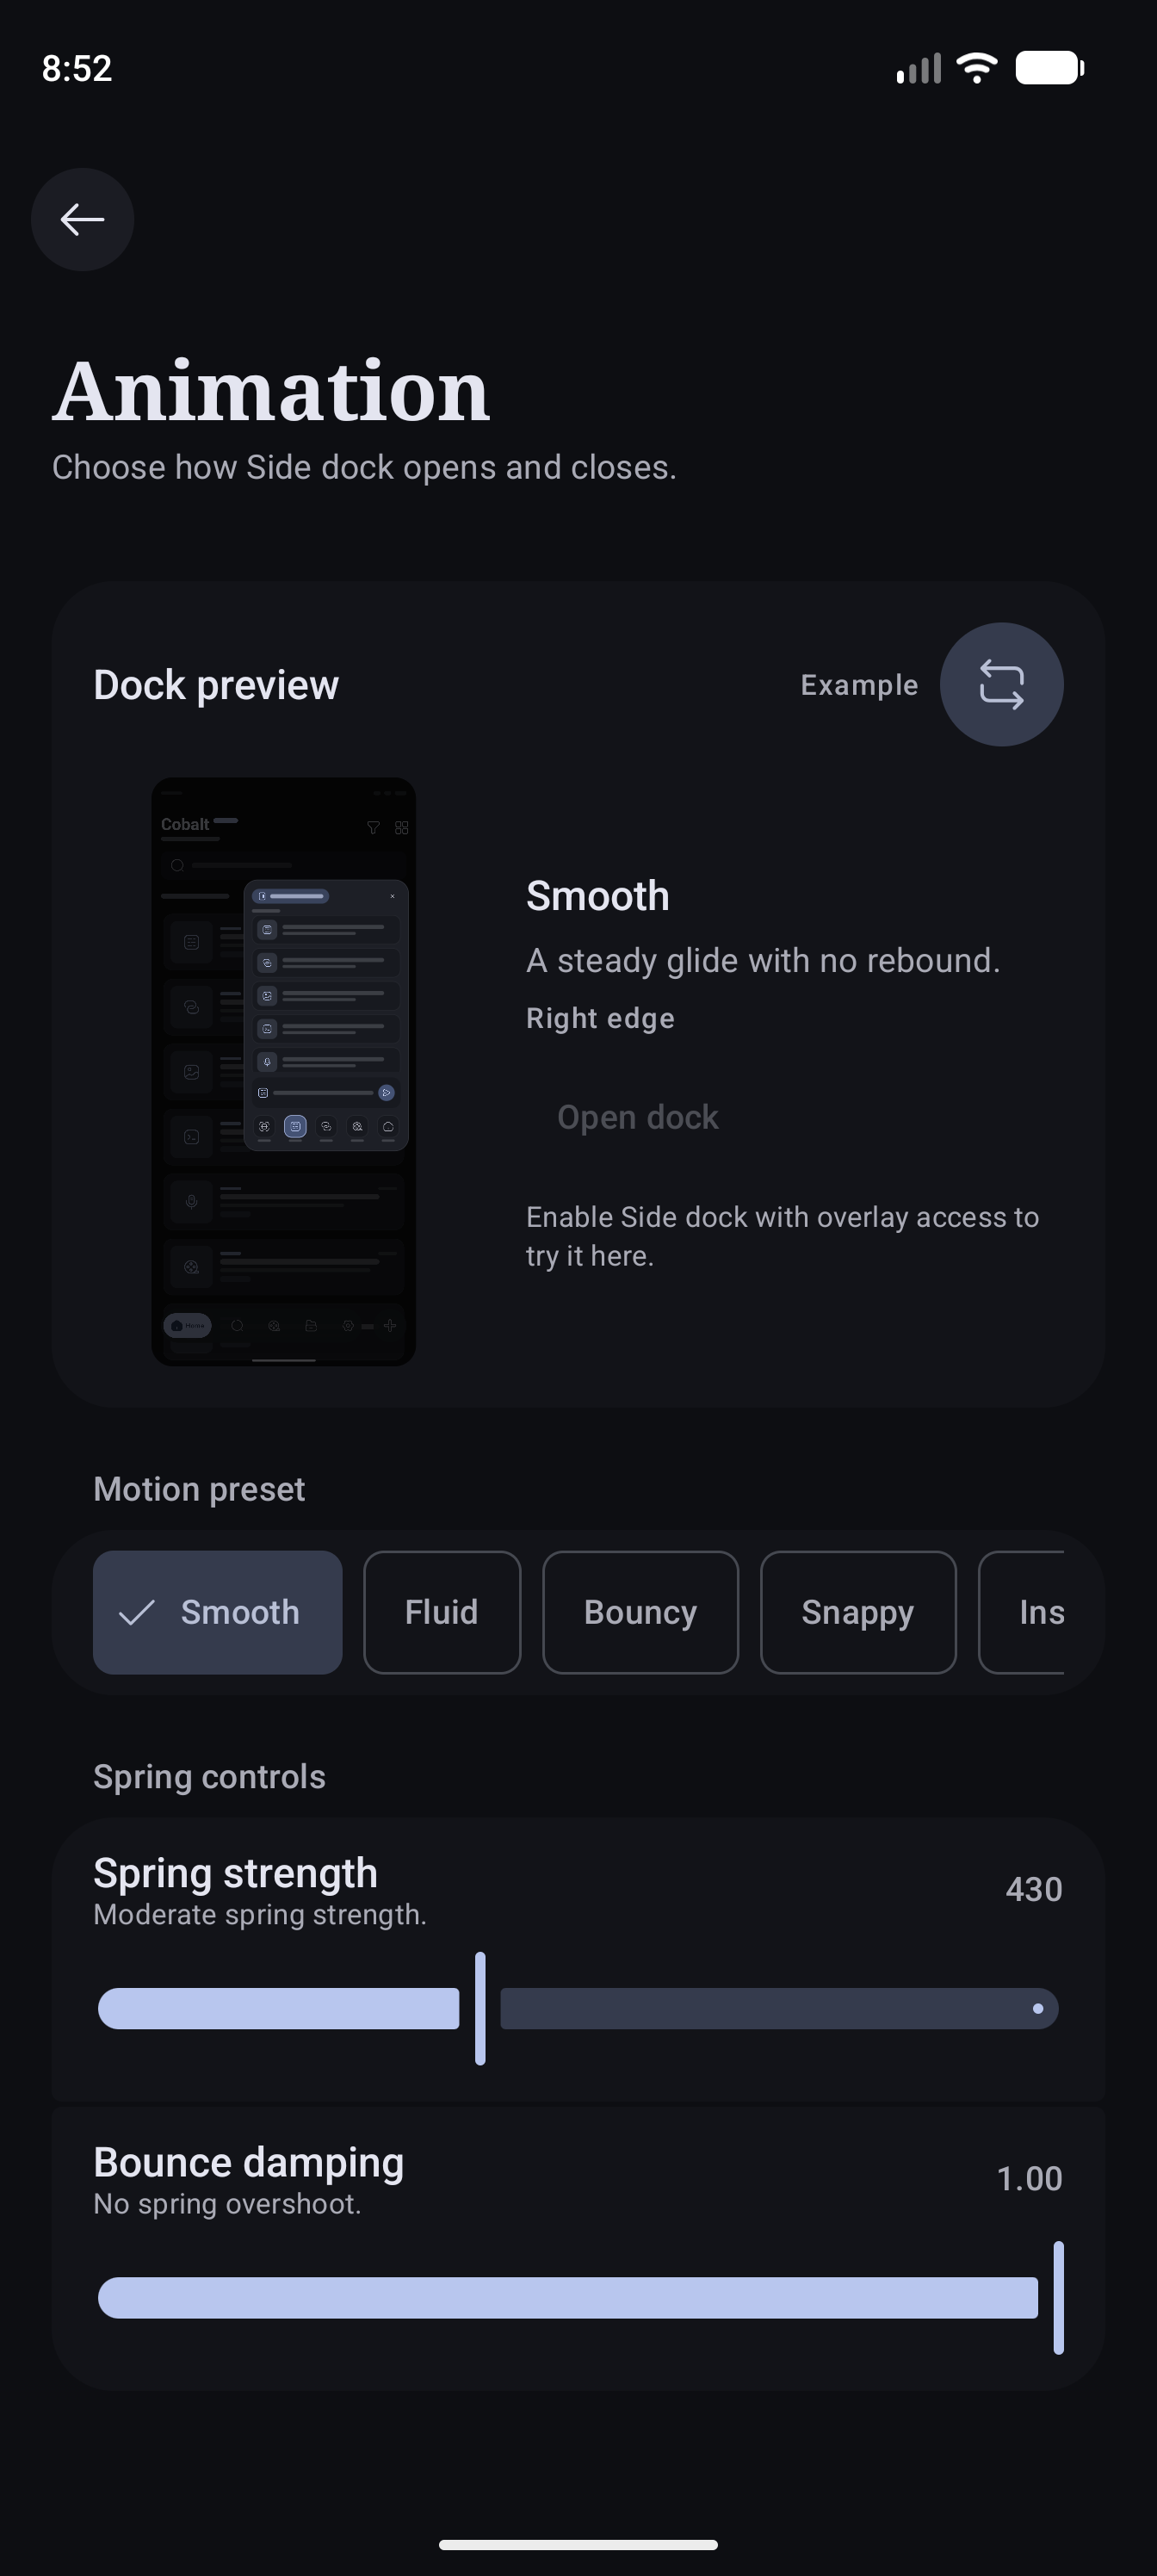 8:52
Animation
Choose how Side dock opens and closes.
Dock preview
Example
Cobalt
Home
Smooth
A steady glide with no rebound.
Right edge
Open dock
Enable Side dock with overlay access to
try it here.
Motion preset
Smooth
Fluid
Bouncy
Snappy
Ins
Spring controls
Spring strength
430
Moderate spring strength.
Bounce damping
1.00
No spring overshoot.